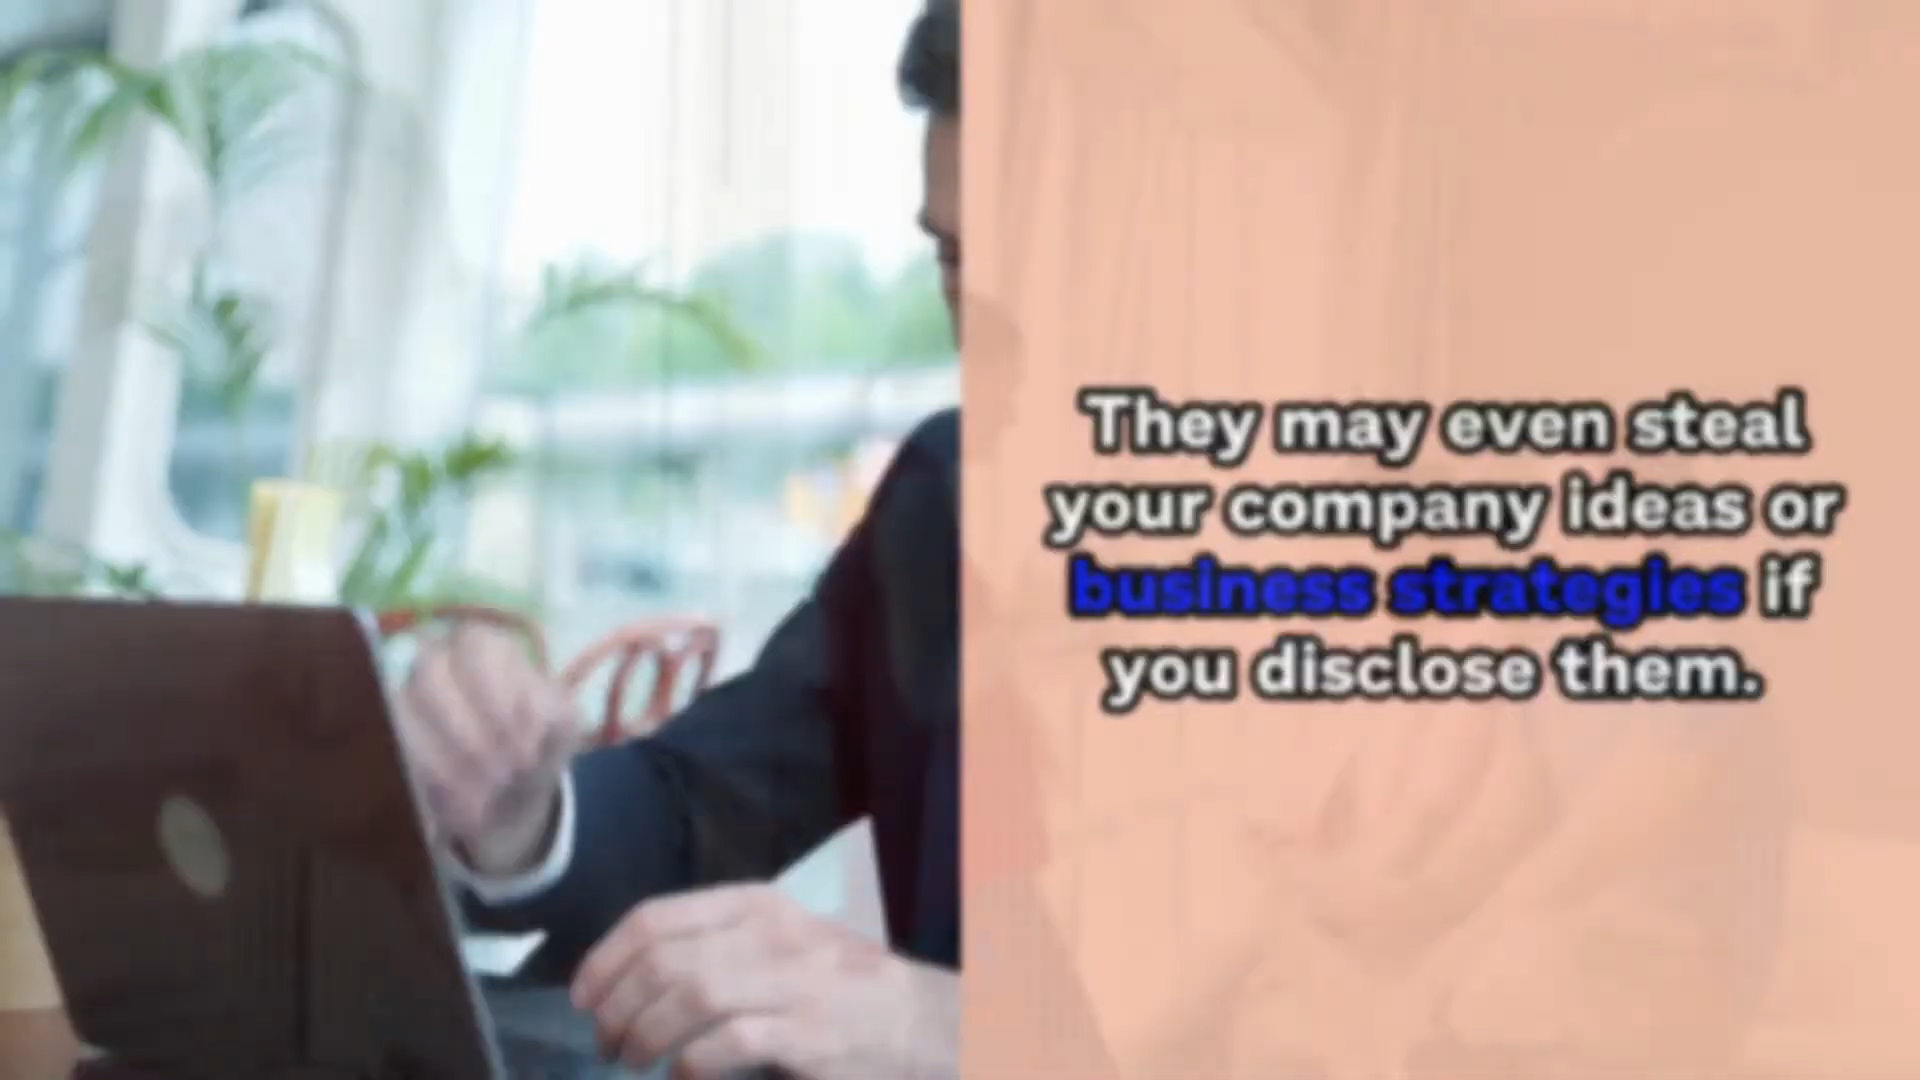 They may even steal
your company ideas or
business strategies if
you disclose them.